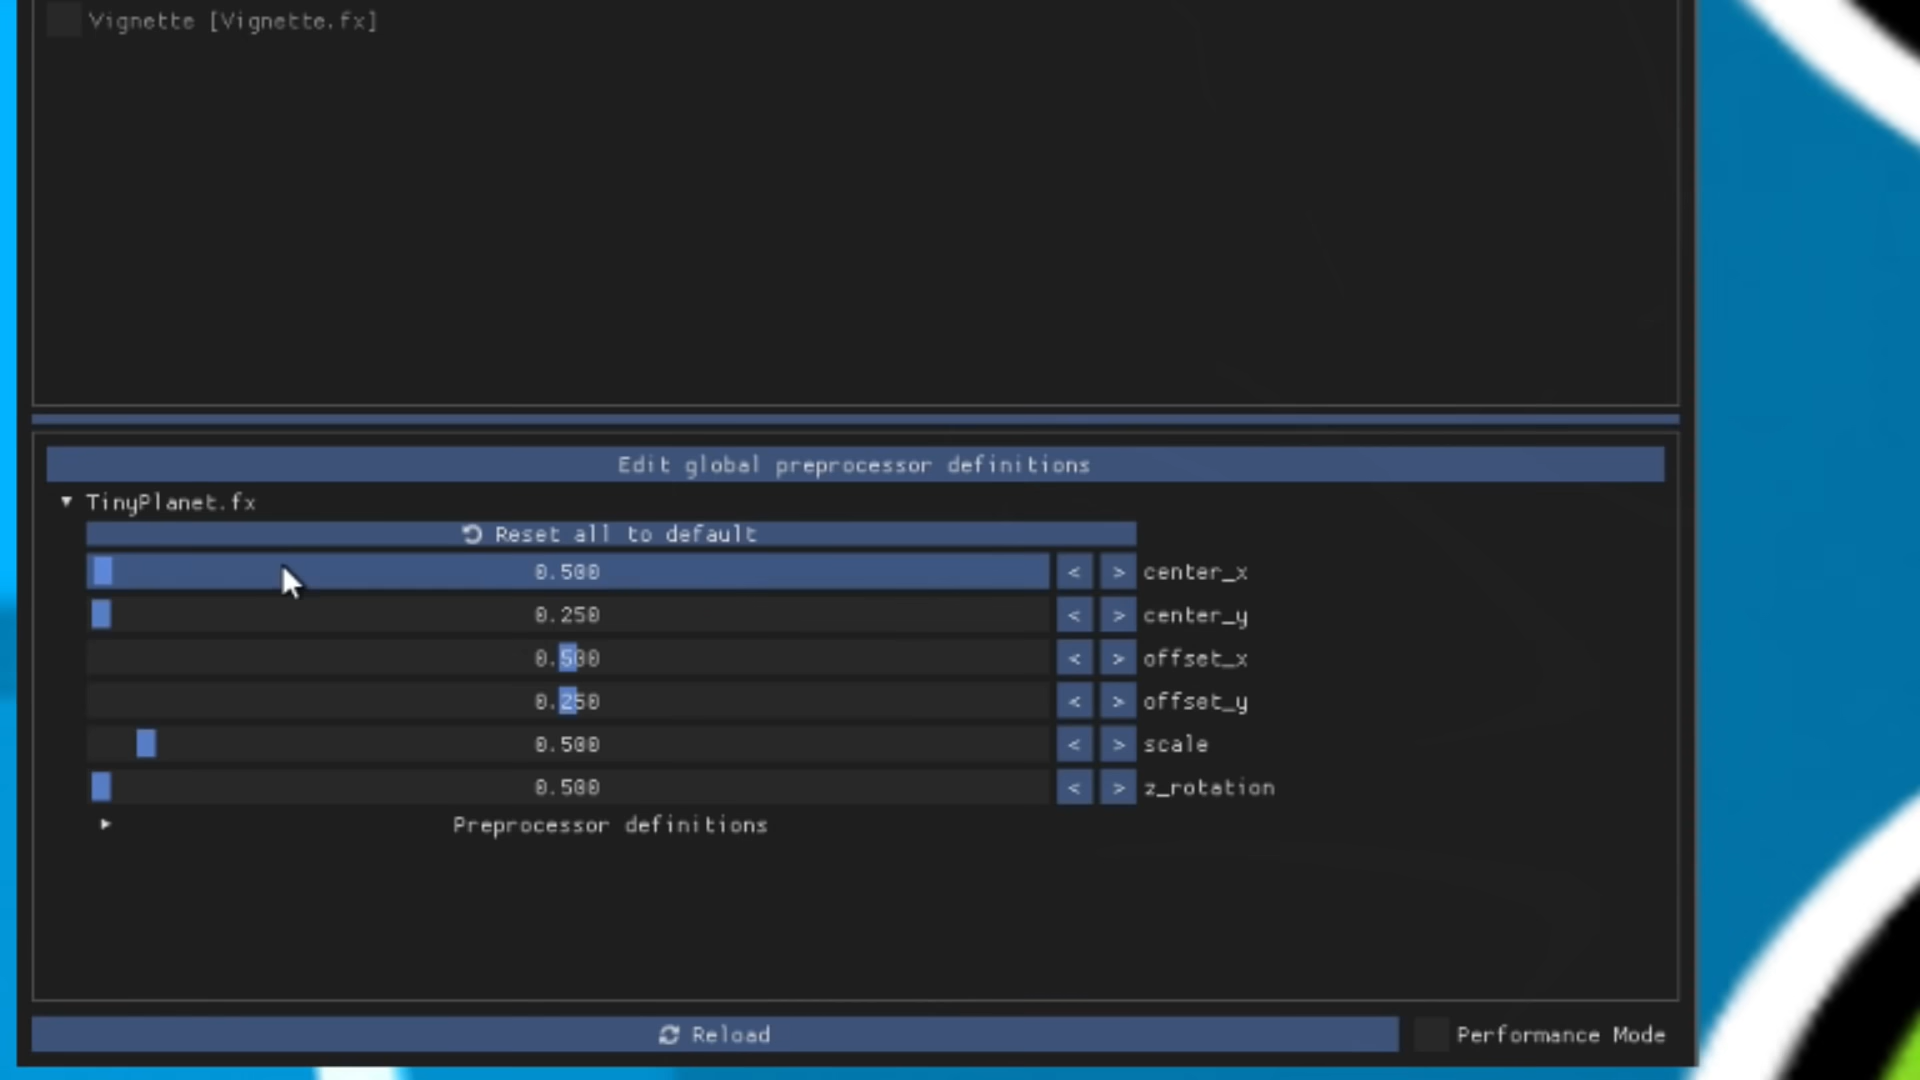 Vignette [Vignette.fx]
Edit global preprocessor definitions
TinyPlanet.fx
Reset all to default
0.500 < > center_x
0.250 < > center_y
0.500 < > offset_x
0.250 < > offset_y
0.500 < > scale
0.500 < > z_rotation
Preprocessor definitions
Reload Performance Mode